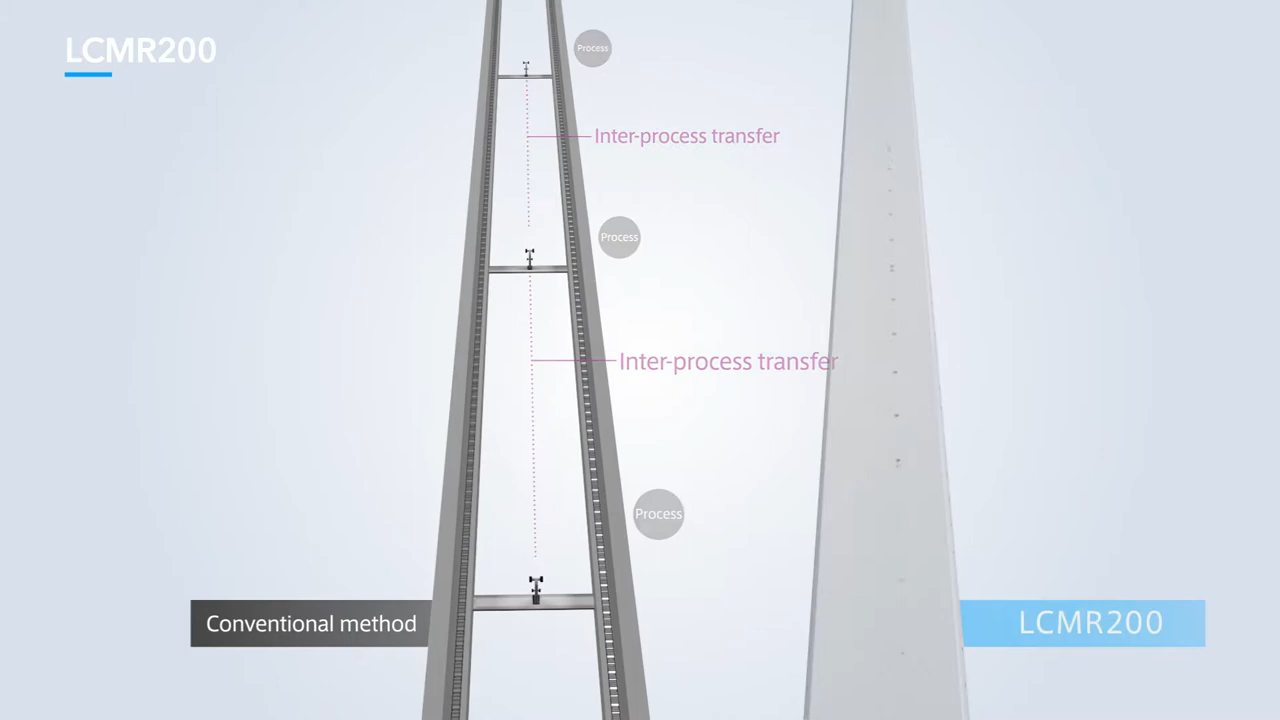 LCMR200
Process
Inter-process transfer
Process
Inter-process transfer
Process
Conventional method
LCMR200